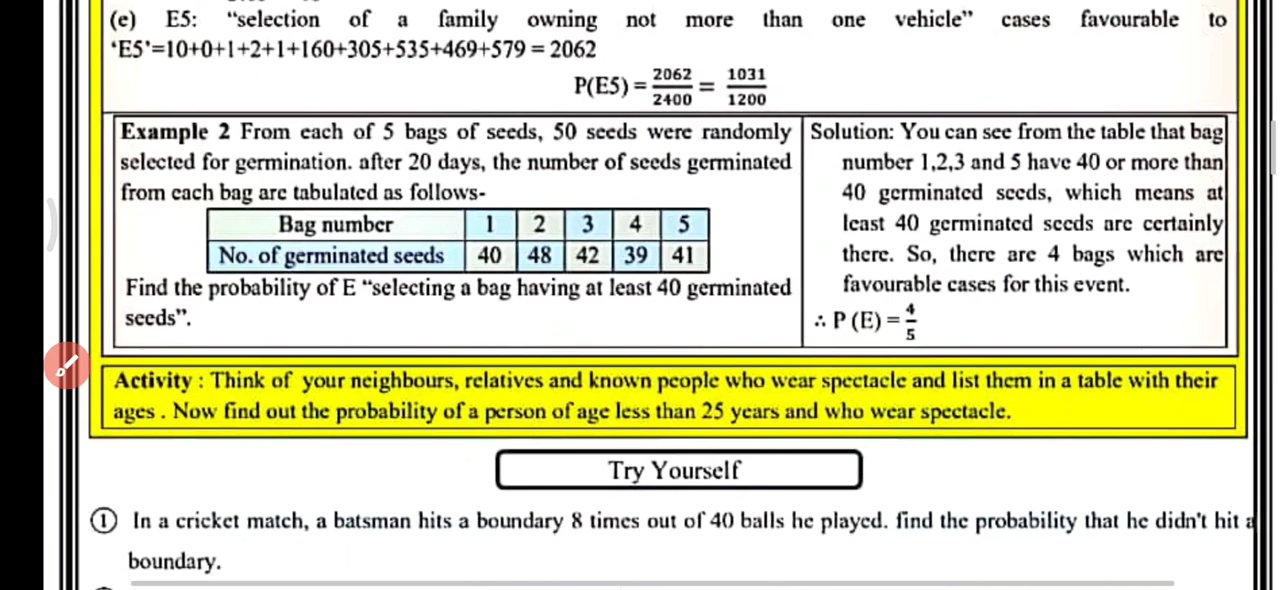 (e) E5: “selection of a family owning not more than one vehicle” cases favourable to
‘E5’=10+0+1+2+1+160+305+535+469+579 = 2062
P(E5) = 2062/2400 = 1031/1200
Example 2 From each of 5 bags of seeds, 50 seeds were randomly
selected for germination. after 20 days, the number of seeds germinated
from each bag are tabulated as follows-
Bag number 1 2 3 4 5
No. of germinated seeds 40 48 42 39 41
Find the probability of E “selecting a bag having at least 40 germinated
seeds”.
Solution: You can see from the table that bag
number 1,2,3 and 5 have 40 or more than
40 germinated seeds, which means at
least 40 germinated seeds are certainly
there. So, there are 4 bags which are
favourable cases for this event.
∴ P (E) = 4/5
Activity : Think of your neighbours, relatives and known people who wear spectacle and list them in a table with their
ages . Now find out the probability of a person of age less than 25 years and who wear spectacle.
Try Yourself
① In a cricket match, a batsman hits a boundary 8 times out of 40 balls he played. find the probability that he didn't hit a
boundary.